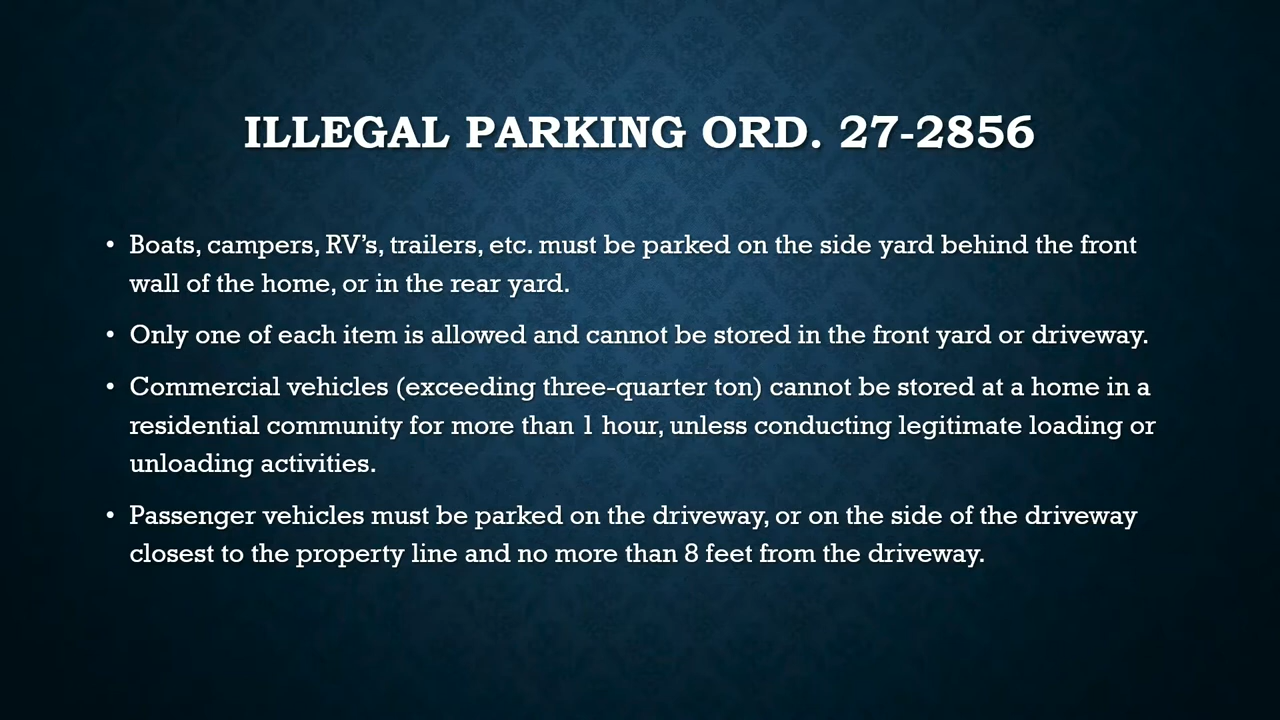 ILLEGAL PARKING ORD. 27-2856
• Boats, campers, RV’s, trailers, etc. must be parked on the side yard behind the front
wall of the home, or in the rear yard.
• Only one of each item is allowed and cannot be stored in the front yard or driveway.
• Commercial vehicles (exceeding three-quarter ton) cannot be stored at a home in a
residential community for more than 1 hour, unless conducting legitimate loading or
unloading activities.
• Passenger vehicles must be parked on the driveway, or on the side of the driveway
closest to the property line and no more than 8 feet from the driveway.